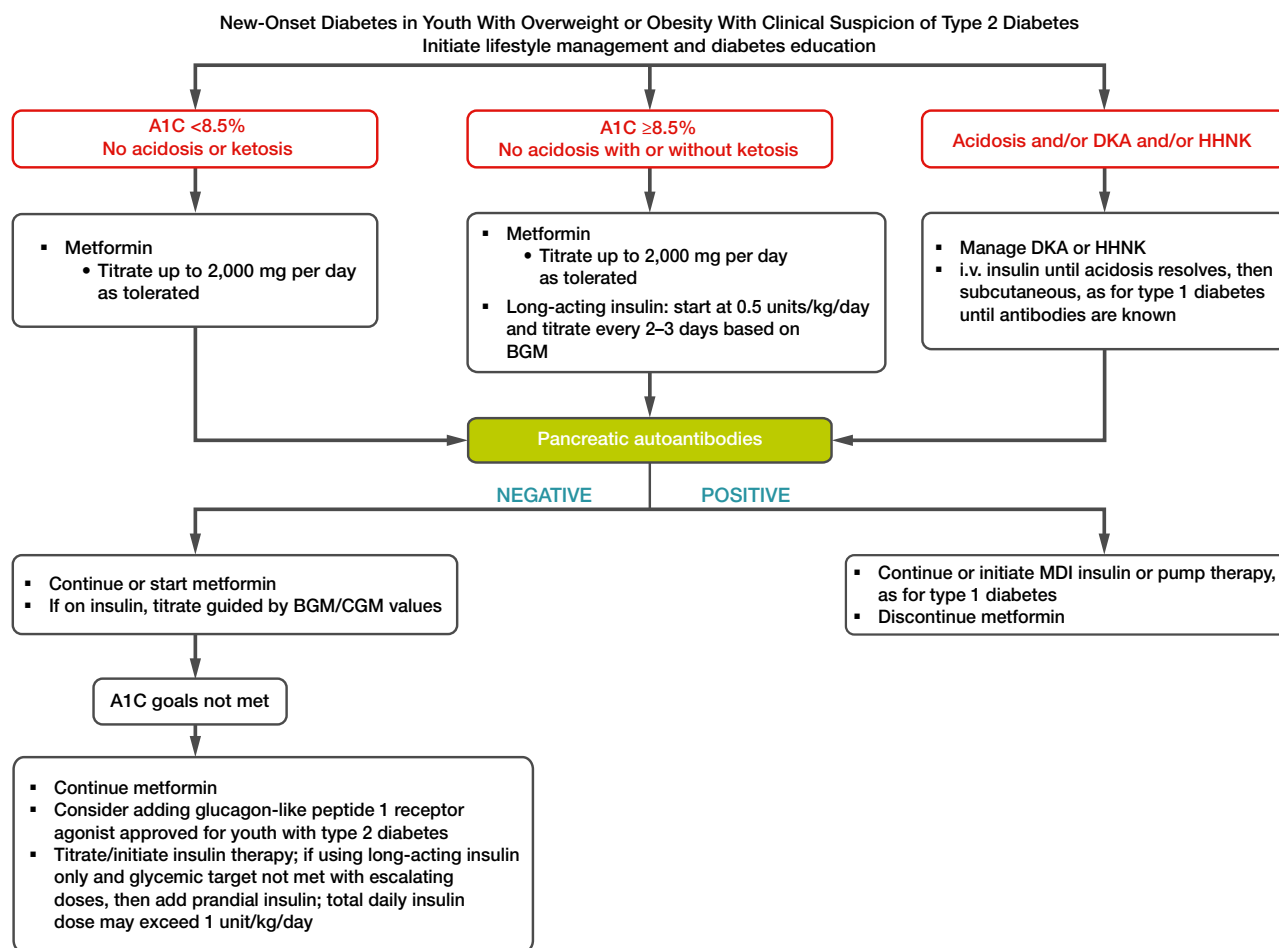 New-Onset Diabetes in Youth With Overweight or Obesity With Clinical Suspicion of Type 2 Diabetes
Initiate lifestyle management and diabetes education
A1C <8.5%
No acidosis or ketosis
A1C ≥8.5%
No acidosis with or without ketosis
Acidosis and/or DKA and/or HHNK
▪ Metformin
• Titrate up to 2,000 mg per day
as tolerated
▪ Metformin
• Titrate up to 2,000 mg per day
as tolerated
▪ Long-acting insulin: start at 0.5 units/kg/day
and titrate every 2–3 days based on
BGM
▪ Manage DKA or HHNK
▪ i.v. insulin until acidosis resolves, then
subcutaneous, as for type 1 diabetes
until antibodies are known
Pancreatic autoantibodies
NEGATIVE
POSITIVE
▪ Continue or start metformin
▪ If on insulin, titrate guided by BGM/CGM values
▪ Continue or initiate MDI insulin or pump therapy,
as for type 1 diabetes
▪ Discontinue metformin
A1C goals not met
▪ Continue metformin
▪ Consider adding glucagon-like peptide 1 receptor
agonist approved for youth with type 2 diabetes
▪ Titrate/initiate insulin therapy; if using long-acting insulin
only and glycemic target not met with escalating
doses, then add prandial insulin; total daily insulin
dose may exceed 1 unit/kg/day